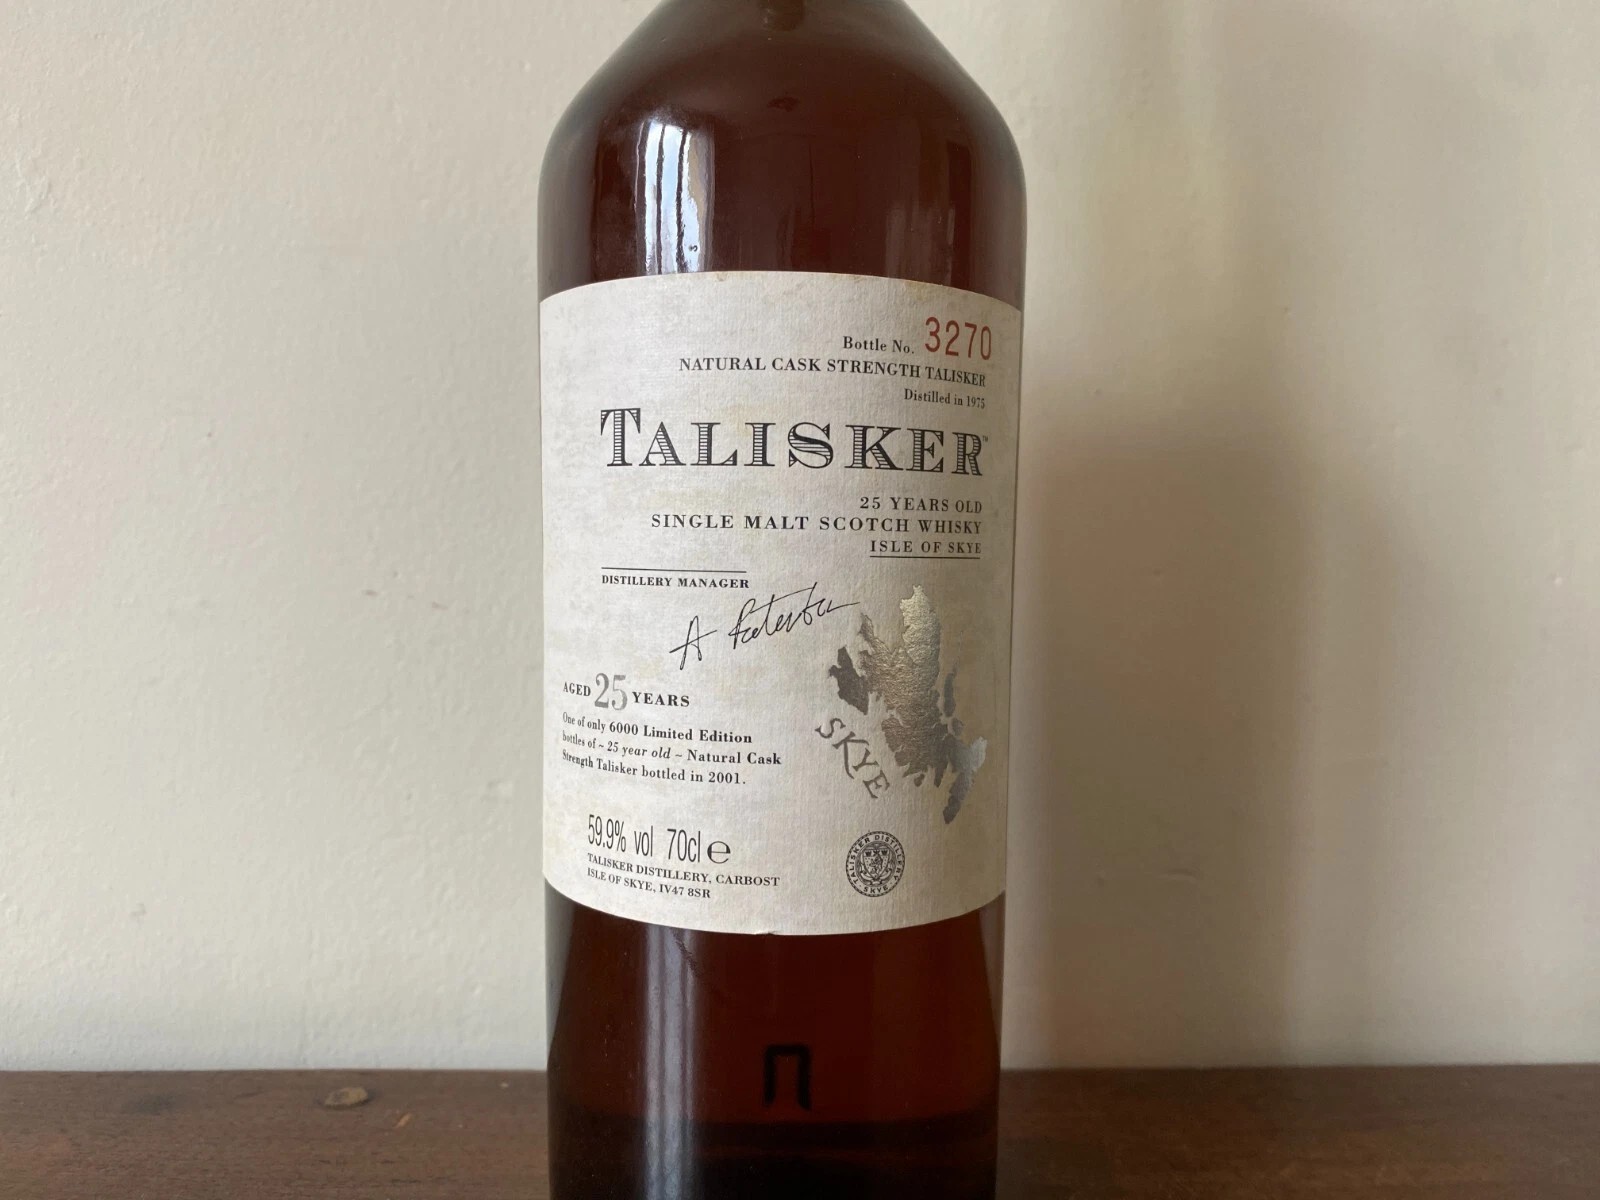 Bottle No. 3270
NATURAL CASK STRENGTH TALISKER
Distilled in 1975
TALISKER™
25 YEARS OLD
SINGLE MALT SCOTCH WHISKY
ISLE OF SKYE
DISTILLERY MANAGER
A
AGED 25 YEARS
One of only 6000 Limited Edition
bottles of ~ 25 year old ~ Natural Cask
Strength Talisker bottled in 2001.
SKYE
59.9% vol 70cl ℮
TALISKER DISTILLERY, CARBOST
ISLE OF SKYE, IV47 8SR
TALISKER DISTILLERY
SKYE